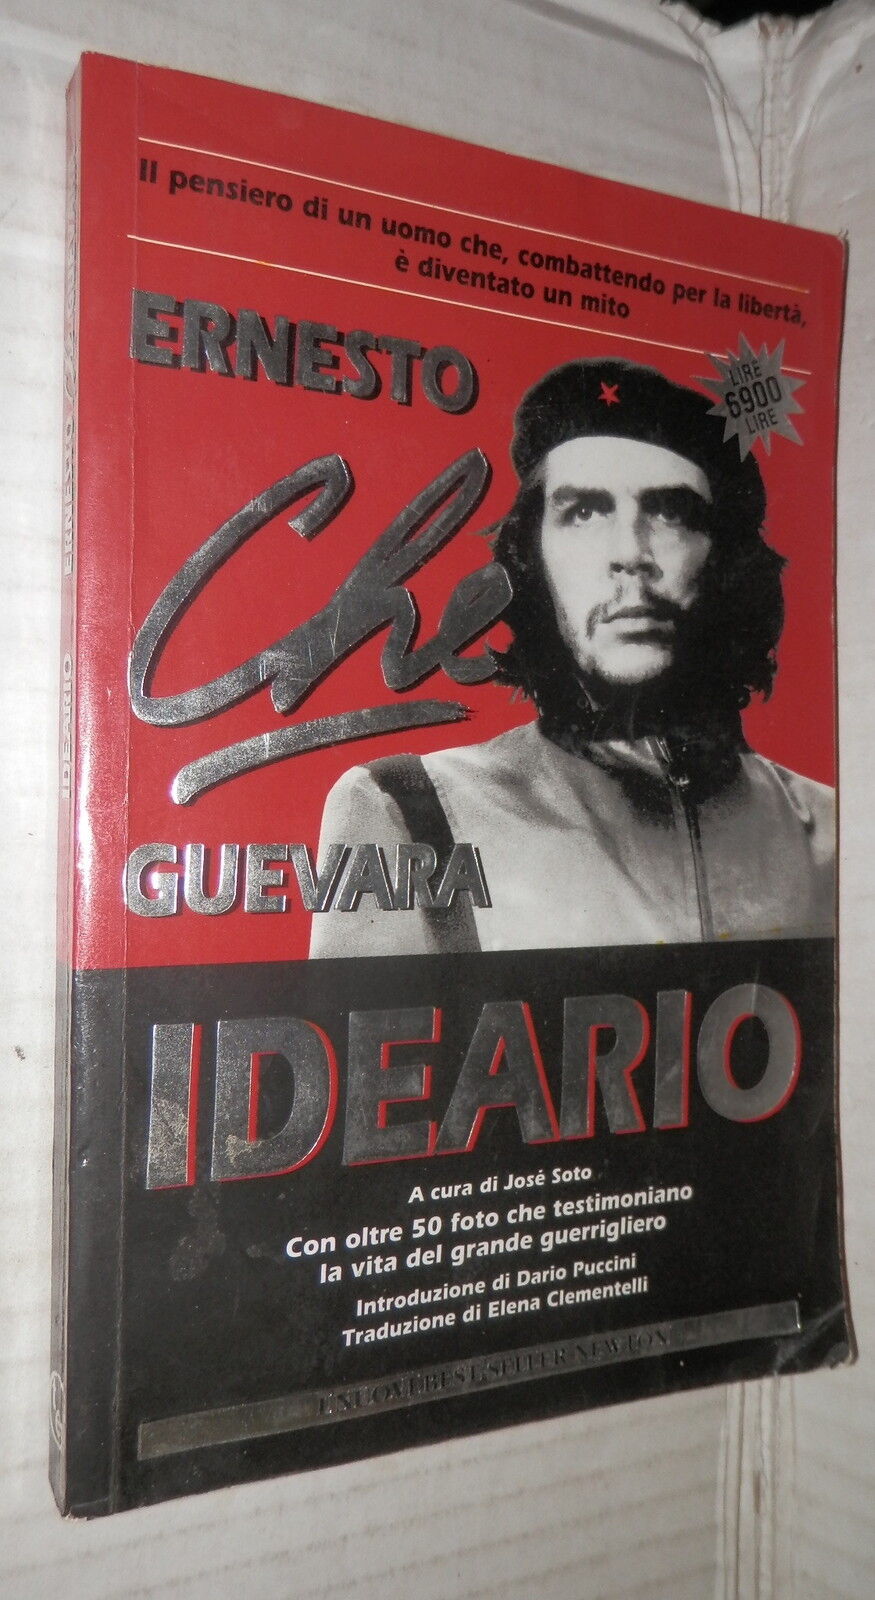 Il pensiero di un uomo che, combattendo per la libertà,
è diventato un mito
ERNESTO
Che
GUEVARA
LIRE
6900
LIRE
IDEARIO
A cura di José Soto
Con oltre 50 foto che testimoniano
la vita del grande guerrigliero
Introduzione di Dario Puccini
Traduzione di Elena Clementelli
I NUOVI BEST SELLER NEWTON
IDEARIO ERNESTO